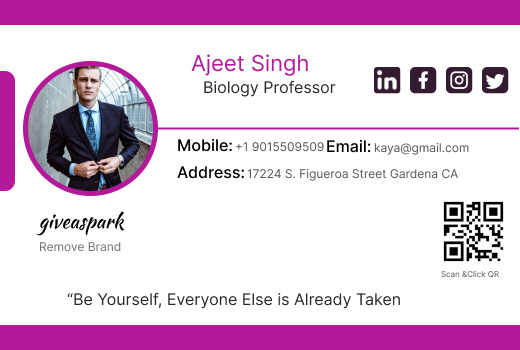 Ajeet Singh
Biology Professor
Mobile: +1 9015509509 Email: kaya@gmail.com
Address: 17224 S. Figueroa Street Gardena CA
giveaspark
Remove Brand
Scan &Click QR
“Be Yourself, Everyone Else is Already Taken